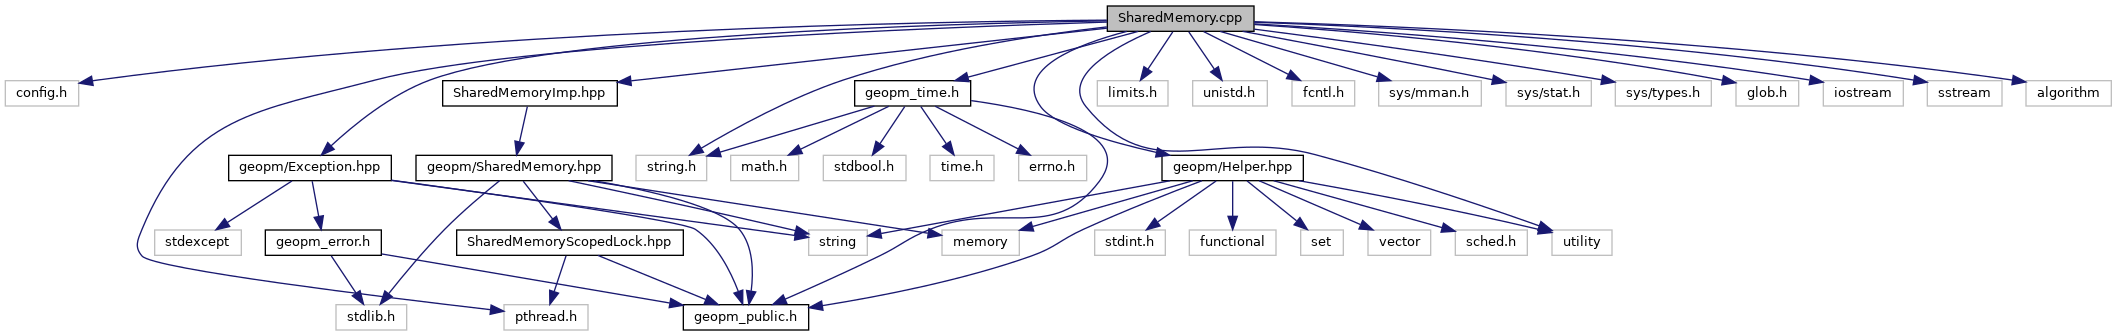 SharedMemory.cpp
config.h
SharedMemoryImp.hpp
geopm_time.h
limits.h
unistd.h
fcntl.h
sys/mman.h
sys/stat.h
sys/types.h
glob.h
iostream
sstream
algorithm
geopm/Exception.hpp
geopm/SharedMemory.hpp
string.h
math.h
stdbool.h
time.h
errno.h
geopm/Helper.hpp
stdexcept
geopm_error.h
SharedMemoryScopedLock.hpp
string
memory
stdint.h
functional
set
vector
sched.h
utility
stdlib.h
pthread.h
geopm_public.h